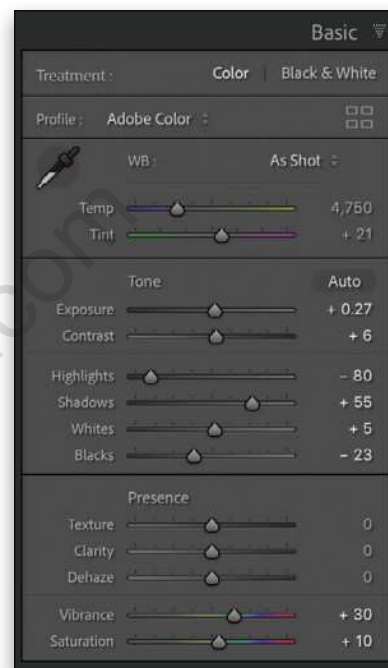 Basic
Treatment : Color | Black & White
Profile : Adobe Color
WB : As Shot
Temp 4,750
Tint + 21
Tone Auto
Exposure + 0.27
Contrast + 6
Highlights – 80
Shadows + 55
Whites + 5
Blacks – 23
Presence
Texture 0
Clarity 0
Dehaze 0
Vibrance + 30
Saturation + 10
.com